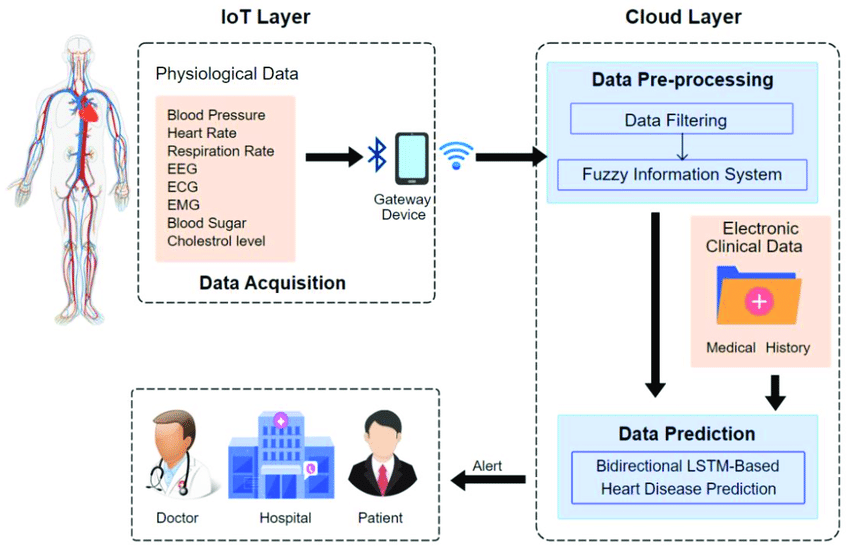 IoT Layer
Cloud Layer
Physiological Data
Blood Pressure
Heart Rate
Respiration Rate
EEG
ECG
EMG
Blood Sugar
Cholestrol level
Data Acquisition
Gateway
Device
Data Pre-processing
Data Filtering
Fuzzy Information System
Electronic
Clinical Data
Medical History
Data Prediction
Bidirectional LSTM-Based
Heart Disease Prediction
Alert
Doctor
Hospital
Patient